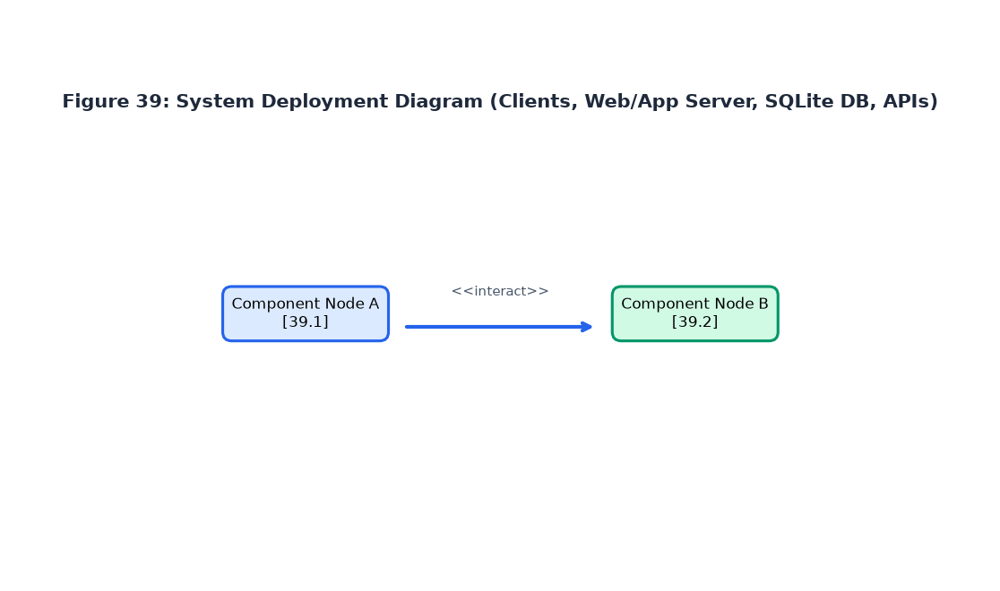 Figure 39: System Deployment Diagram (Clients, Web/App Server, SQLite DB, APIs)
<<interact>>
Component Node A
[39.1]
Component Node B
[39.2]